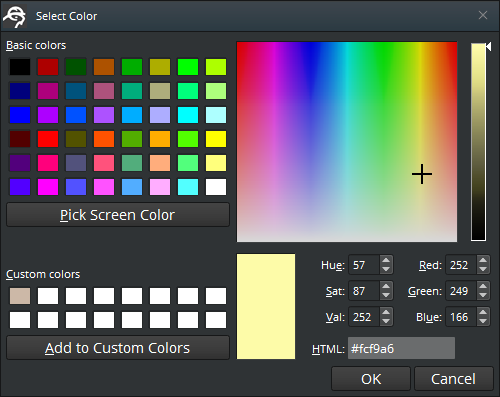 Select Color
Basic colors
Pick Screen Color
Custom colors
Add to Custom Colors
Hue: 57 Red: 252
Sat: 87 Green: 249
Val: 252 Blue: 166
HTML: #fcf9a6
OK Cancel